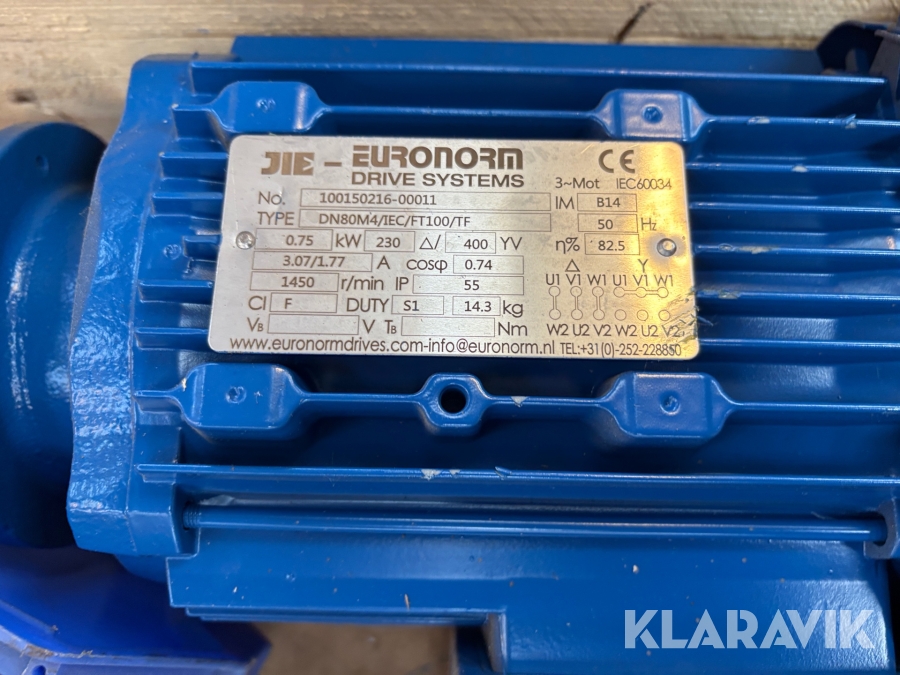 JIE - EURONORM CE
DRIVE SYSTEMS 3~Mot IEC60034
No. 100150216-00011 IM B14
TYPE DN80M4/IEC/FT100/TF 50 Hz
0.75 kW 230 △/ 400 YV η% 82.5
3.07/1.77 A cosφ 0.74 △ Y
1450 r/min IP 55 U1 V1 W1 U1 V1 W1
Cl F DUTY S1 14.3 kg
VB V TB Nm W2 U2 V2 W2 U2 V2
www.euronormdrives.com-info@euronorm.nl TEL:+31(0)-252-228850
KLARAVIK